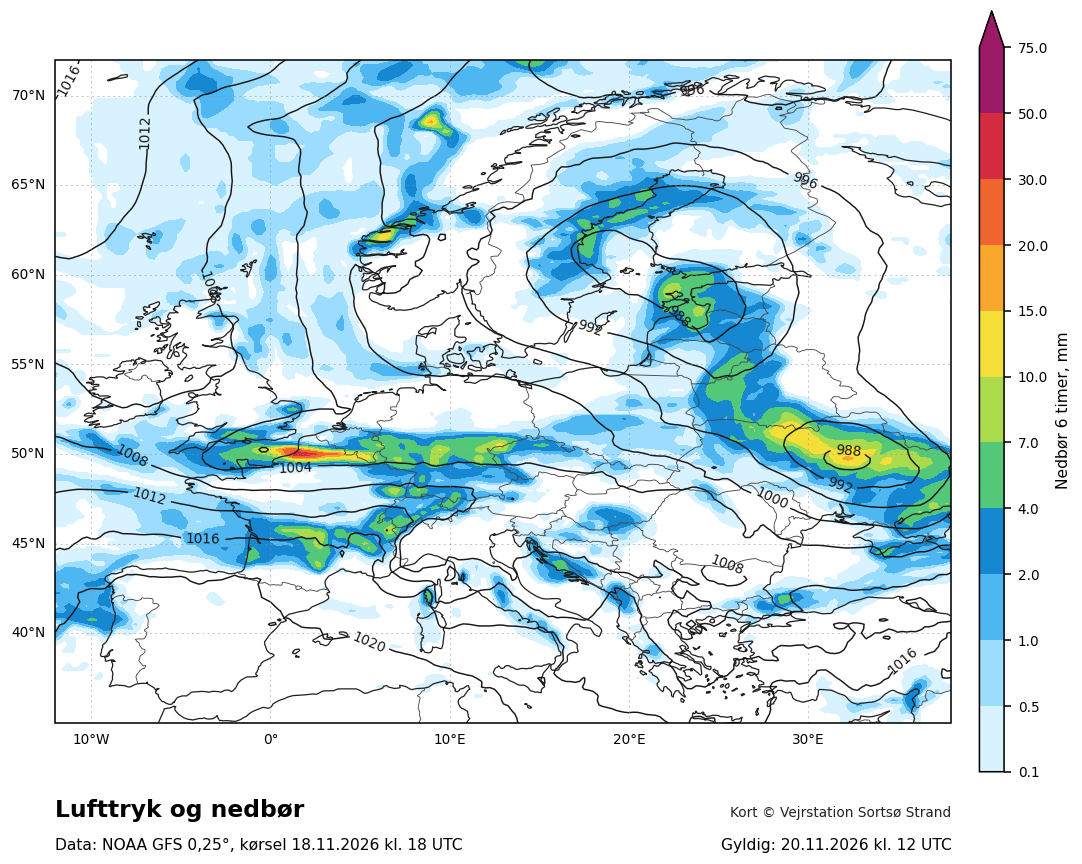 75.0
50.0
30.0
20.0
15.0
10.0
7.0
4.0
2.0
1.0
0.5
0.1
Nedbør 6 timer, mm
70°N
65°N
60°N
55°N
50°N
45°N
40°N
10°W
0°
10°E
20°E
30°E
1016
1012
996
996
992
988
1008
1004
1012
1016
988
992
1000
1008
1020
1016
Lufttryk og nedbør
Kort © Vejrstation Sortsø Strand
Data: NOAA GFS 0,25°, kørsel 18.11.2026 kl. 18 UTC
Gyldig: 20.11.2026 kl. 12 UTC